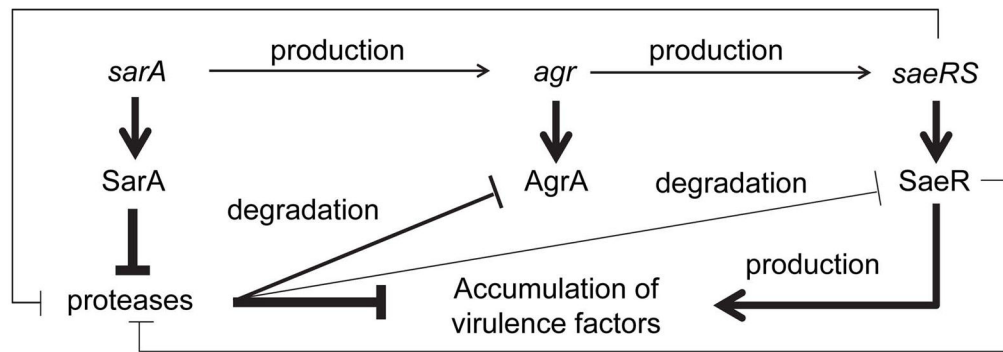 production
production
sarA
agr
saeRS
SarA
AgrA
SaeR
degradation
degradation
production
proteases
Accumulation of
virulence factors